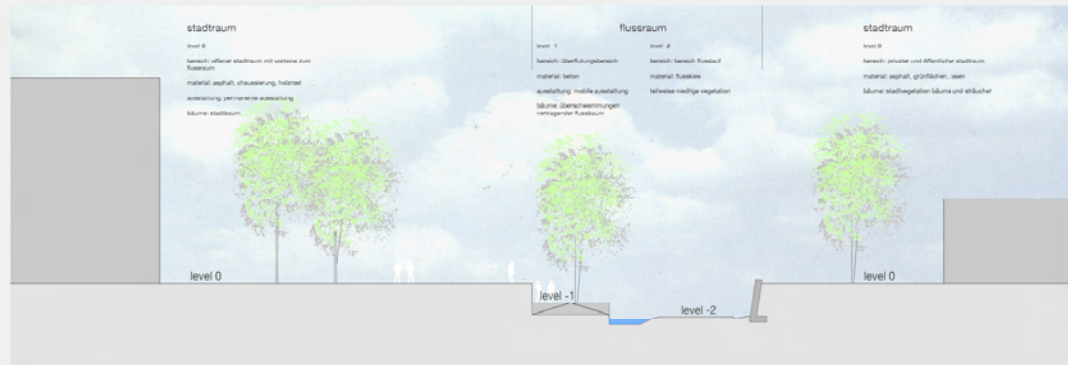 stadtraum
level 0
bereich: offener stadtraum mit vorzone zum
flussraum
material: asphalt, chaussierung, holzrost
ausstattung: permanente ausstattung
bäume: stadtbaum
flussraum
level -1
bereich: überflutungsbereich
material: beton
ausstattung: mobile ausstattung
bäume: überschwemmungen
vertragender flussbaum
level -2
bereich: bereich flusslauf
material: flusskies
teilweise niedrige vegetation
stadtraum
level 0
bereich: privater und öffentlicher stadtraum
material: asphalt, grünflächen, rasen
bäume: stadtvegetation bäume und sträucher
level 0
level -1
level -2
level 0